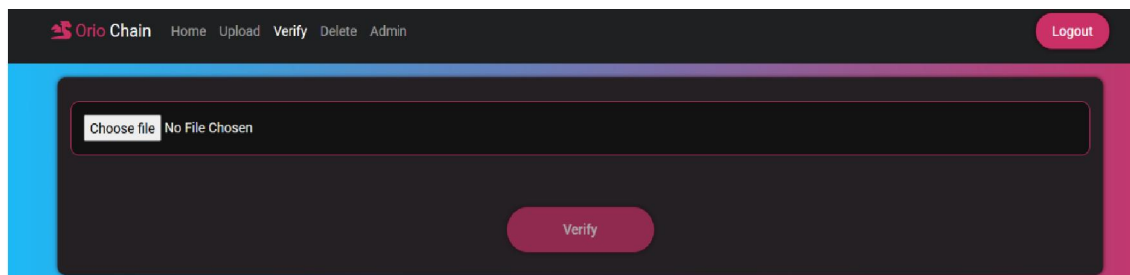 Orio Chain Home Upload Verify Delete Admin Logout
Choose file No File Chosen
Verify